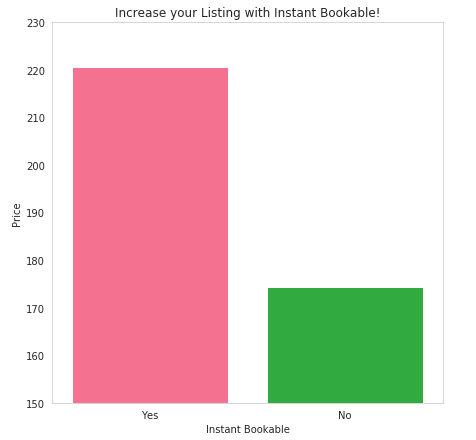 Increase your Listing with Instant Bookable!
230
220
210
200
190
180
170
160
150
Price
Yes No
Instant Bookable